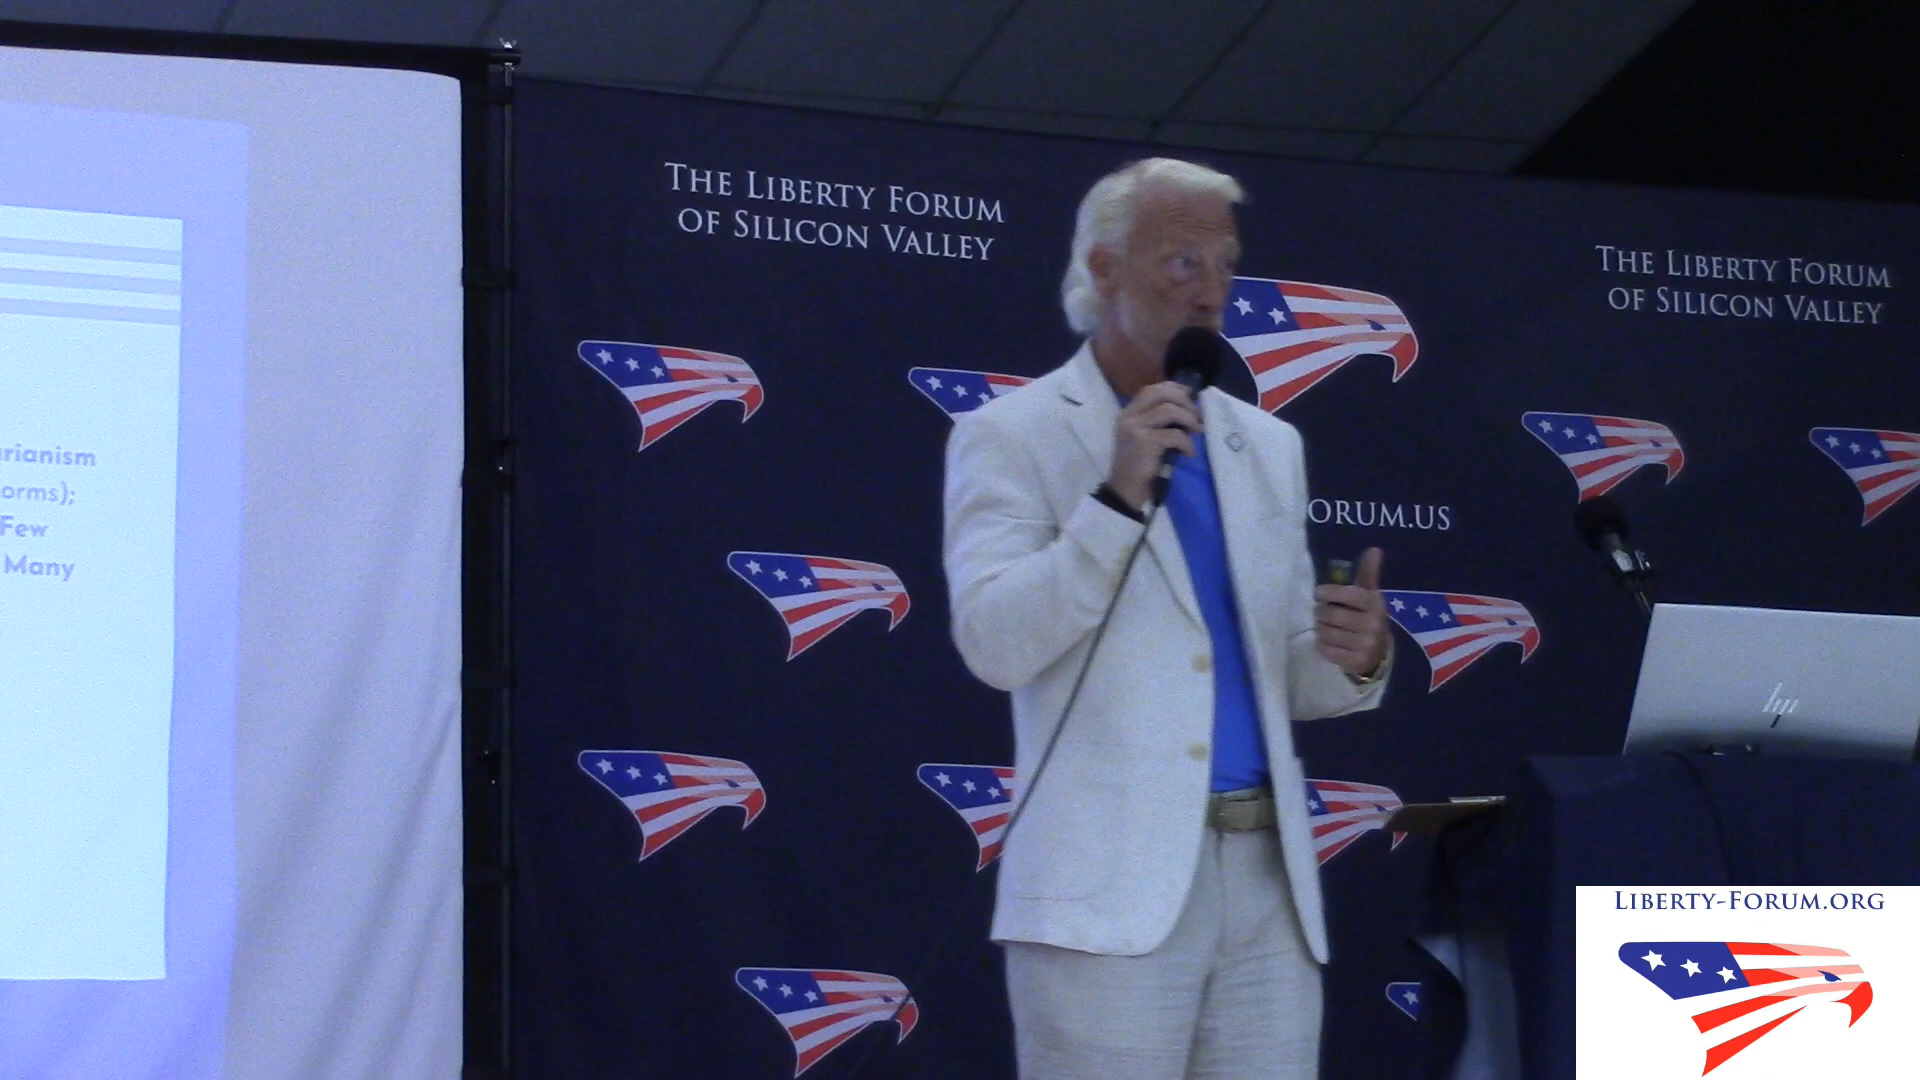 THE LIBERTY FORUM
OF SILICON VALLEY
THE LIBERTY FORUM
OF SILICON VALLEY
rianism
orms);
Few
Many
ORUM.US
hp
LIBERTY-FORUM.ORG